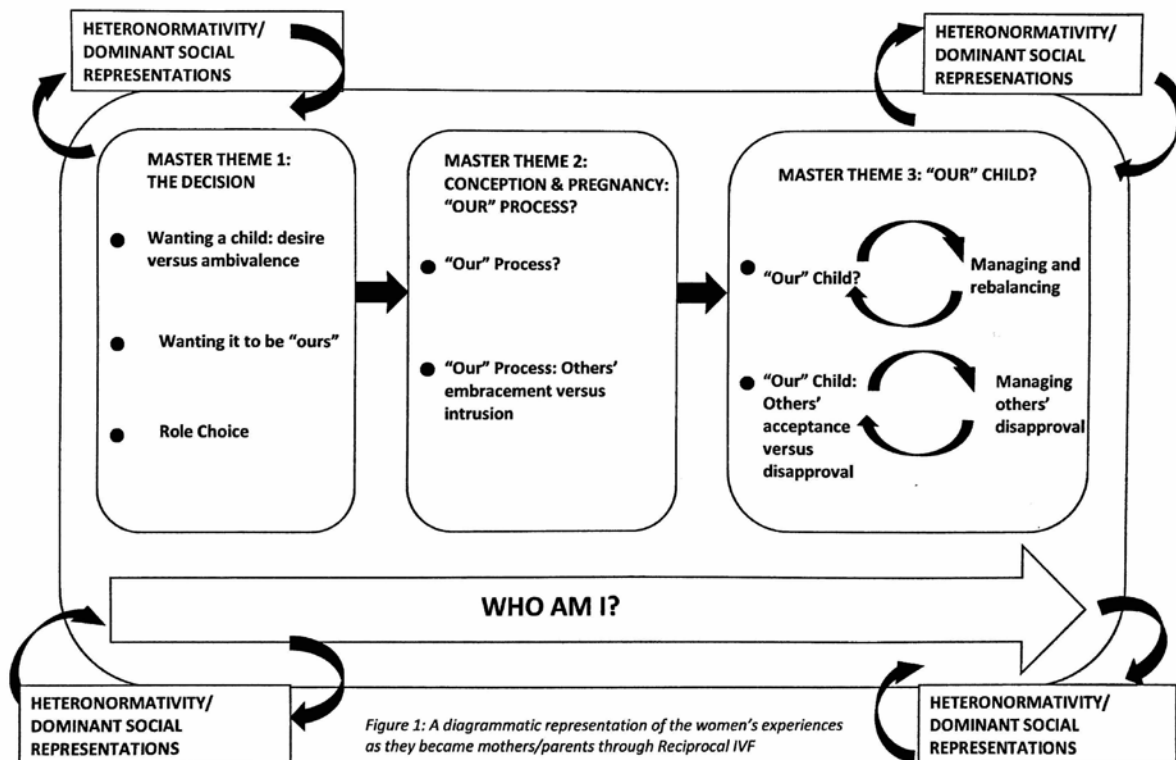 HETERONORMATIVITY/
DOMINANT SOCIAL
REPRESENTATIONS
HETERONORMATIVITY/
DOMINANT SOCIAL
REPRESENATIONS
MASTER THEME 1:
THE DECISION
Wanting a child: desire
versus ambivalence
Wanting it to be “ours”
Role Choice
MASTER THEME 2:
CONCEPTION & PREGNANCY:
“OUR” PROCESS?
“Our” Process?
“Our” Process: Others’
embracement versus
intrusion
MASTER THEME 3: “OUR” CHILD?
“Our” Child?
Managing and
rebalancing
“Our” Child:
Others’
acceptance
versus
disapproval
Managing
others’
disapproval
WHO AM I?
HETERONORMATIVITY/
DOMINANT SOCIAL
REPRESENTATIONS
Figure 1: A diagrammatic representation of the women’s experiences
as they became mothers/parents through Reciprocal IVF
HETERONORMATIVITY/
DOMINANT SOCIAL
REPRESENTATIONS